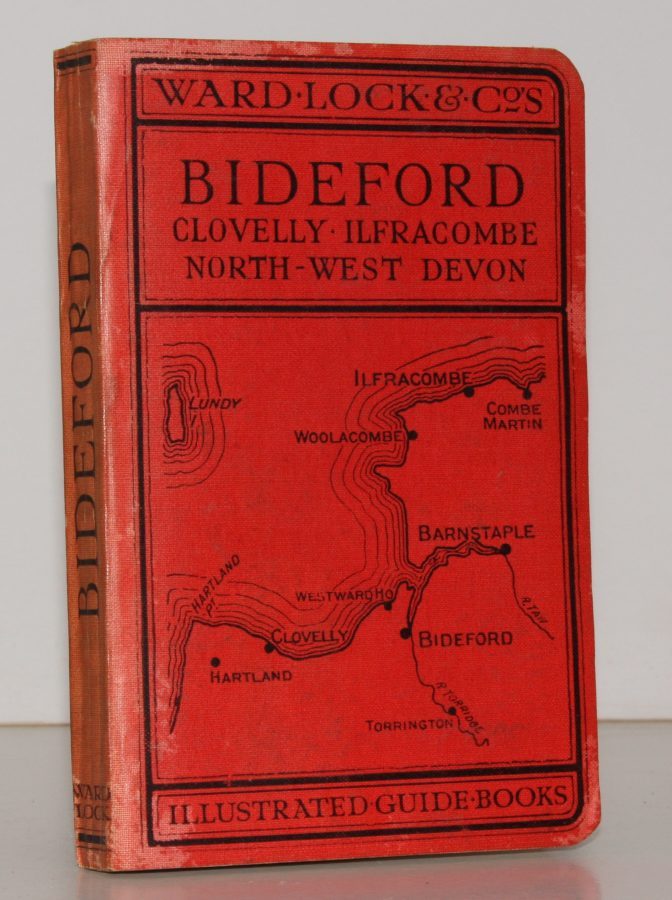 WARD·LOCK·&·Co's
BIDEFORD
CLOVELLY · ILFRACOMBE
NORTH-WEST DEVON
LUNDY
ILFRACOMBE
COMBE
MARTIN
WOOLACOMBE
BARNSTAPLE
HARTLAND
PT
WESTWARD HO
R. TAW
CLOVELLY
BIDEFORD
HARTLAND
R. TORRIDGE
TORRINGTON
ILLUSTRATED·GUIDE·BOOKS
BIDEFORD
WARD
LOCK